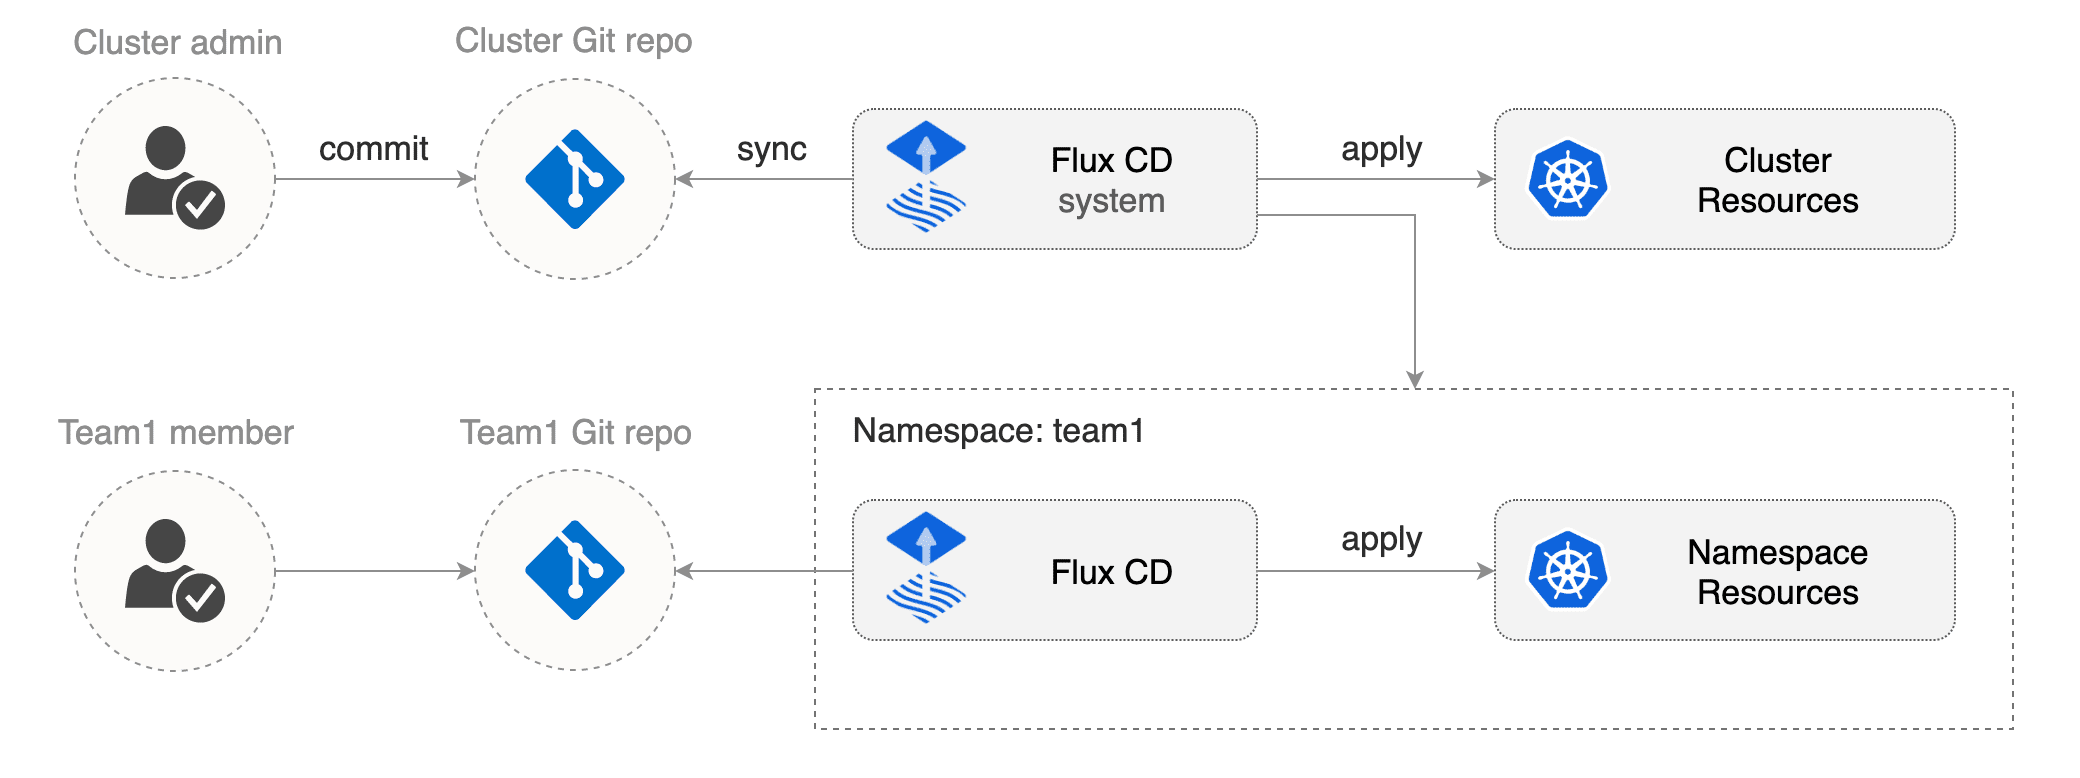 Cluster admin
Cluster Git repo
commit
sync
Flux CD
system
apply
Cluster
Resources
Team1 member
Team1 Git repo
Namespace: team1
Flux CD
apply
Namespace
Resources